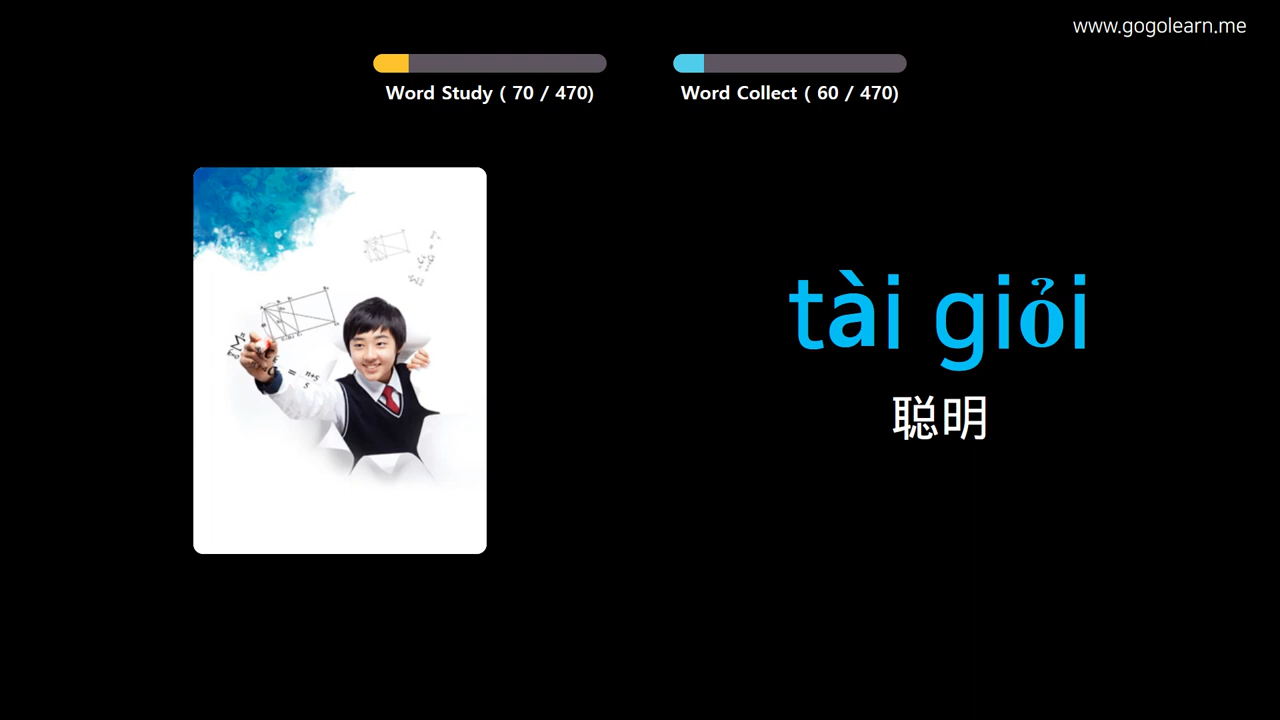 www.gogolearn.me
Word Study ( 70 / 470)
Word Collect ( 60 / 470)
tài giỏi
聪明